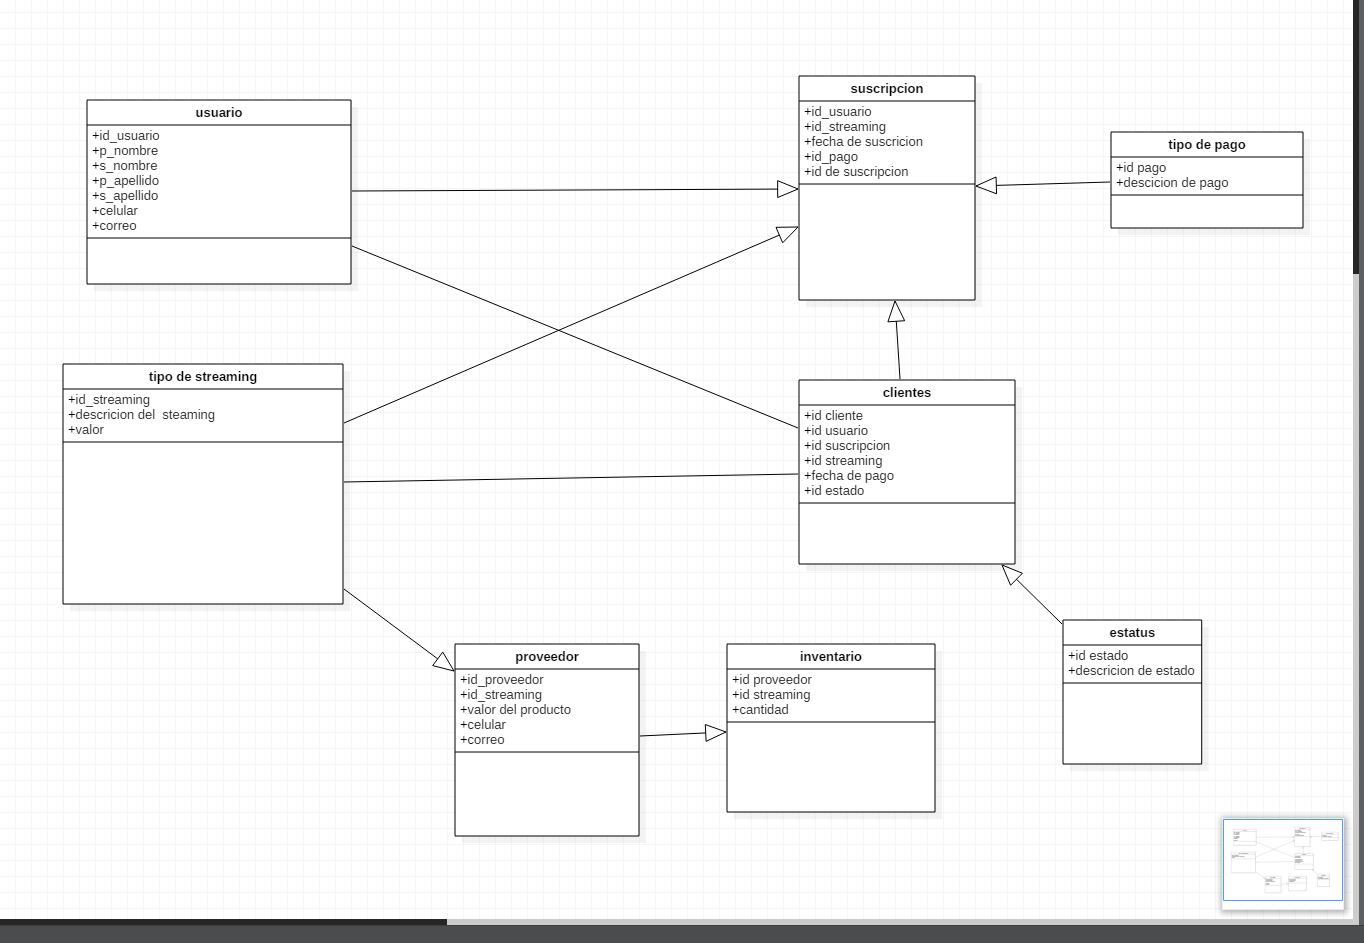 usuario
+id_usuario
+p_nombre
+s_nombre
+p_apellido
+s_apellido
+celular
+correo
suscripcion
+id_usuario
+id_streaming
+fecha de suscricion
+id_pago
+id de suscripcion
tipo de pago
+id pago
+descicion de pago
tipo de streaming
+id_streaming
+descricion del  steaming
+valor
clientes
+id cliente
+id usuario
+id suscripcion
+id streaming
+fecha de pago
+id estado
proveedor
+id_proveedor
+id_streaming
+valor del producto
+celular
+correo
inventario
+id proveedor
+id streaming
+cantidad
estatus
+id estado
+descricion de estado